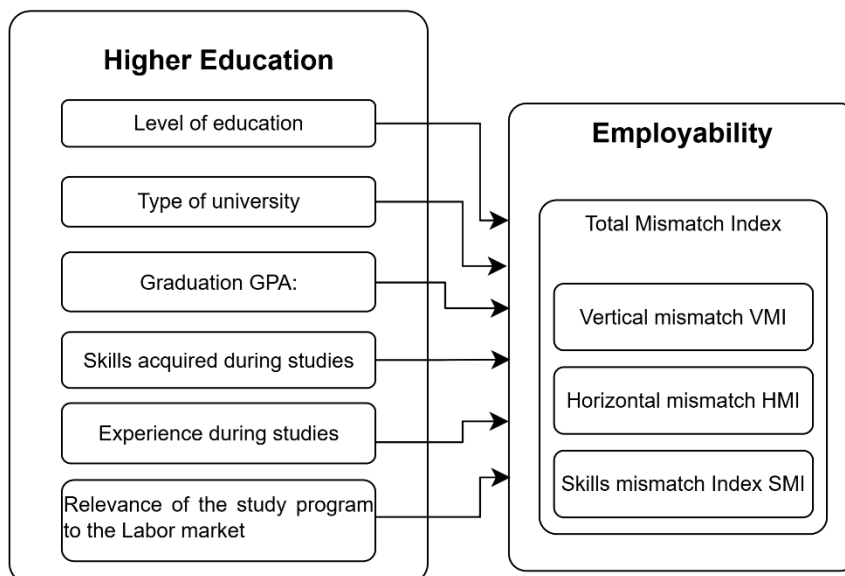 Higher Education
Level of education
Type of university
Graduation GPA:
Skills acquired during studies
Experience during studies
Relevance of the study program
to the Labor market
Employability
Total Mismatch Index
Vertical mismatch VMI
Horizontal mismatch HMI
Skills mismatch Index SMI